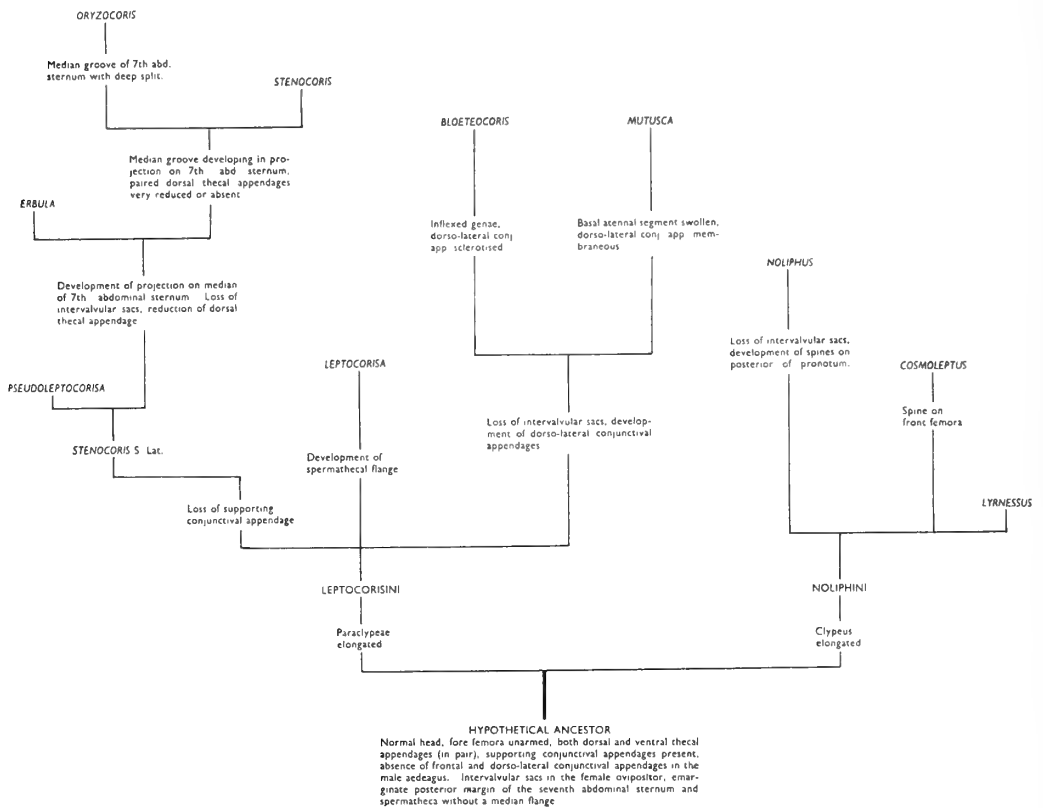 ORYZOCORIS
Median groove of 7th abd.
sternum with deep split.
STENOCORIS
BLOETEOCORIS
MUTUSCA
Median groove developing in pro-
jection on 7th abd sternum,
paired dorsal thecal appendages
very reduced or absent
ERBULA
Inflexed genae,
dorso-lateral conj
app sclerotised
Basal atennal segment swollen,
dorso-lateral conj app mem-
braneous
NOLIPHUS
Development of projection on median
of 7th abdominal sternum Loss of
intervalvular sacs, reduction of dorsal
thecal appendage
Loss of intervalvular sacs,
development of spines on
posterior of pronotum.
LEPTOCORISA
COSMOLEPTUS
PSEUDOLEPTOCORISA
Spine on
front femora
Loss of intervalvular sacs, develop-
ment of dorso-lateral conjunctival
appendages
STENOCORIS S Lat.
Development of
spermathecal flange
LYRNESSUS
Loss of supporting
conjunctival appendage
LEPTOCORISINI
NOLIPHINI
Paraclypeae
elongated
Clypeus
elongated
HYPOTHETICAL ANCESTOR
Normal head, fore femora unarmed, both dorsal and ventral thecal
appendages (in pair), supporting conjunctival appendages present,
absence of frontal and dorso-lateral conjunctival appendages in the
male aedeagus. Intervalvular sacs in the female ovipositor, emar-
ginate posterior margin of the seventh abdominal sternum and
spermatheca without a median flange